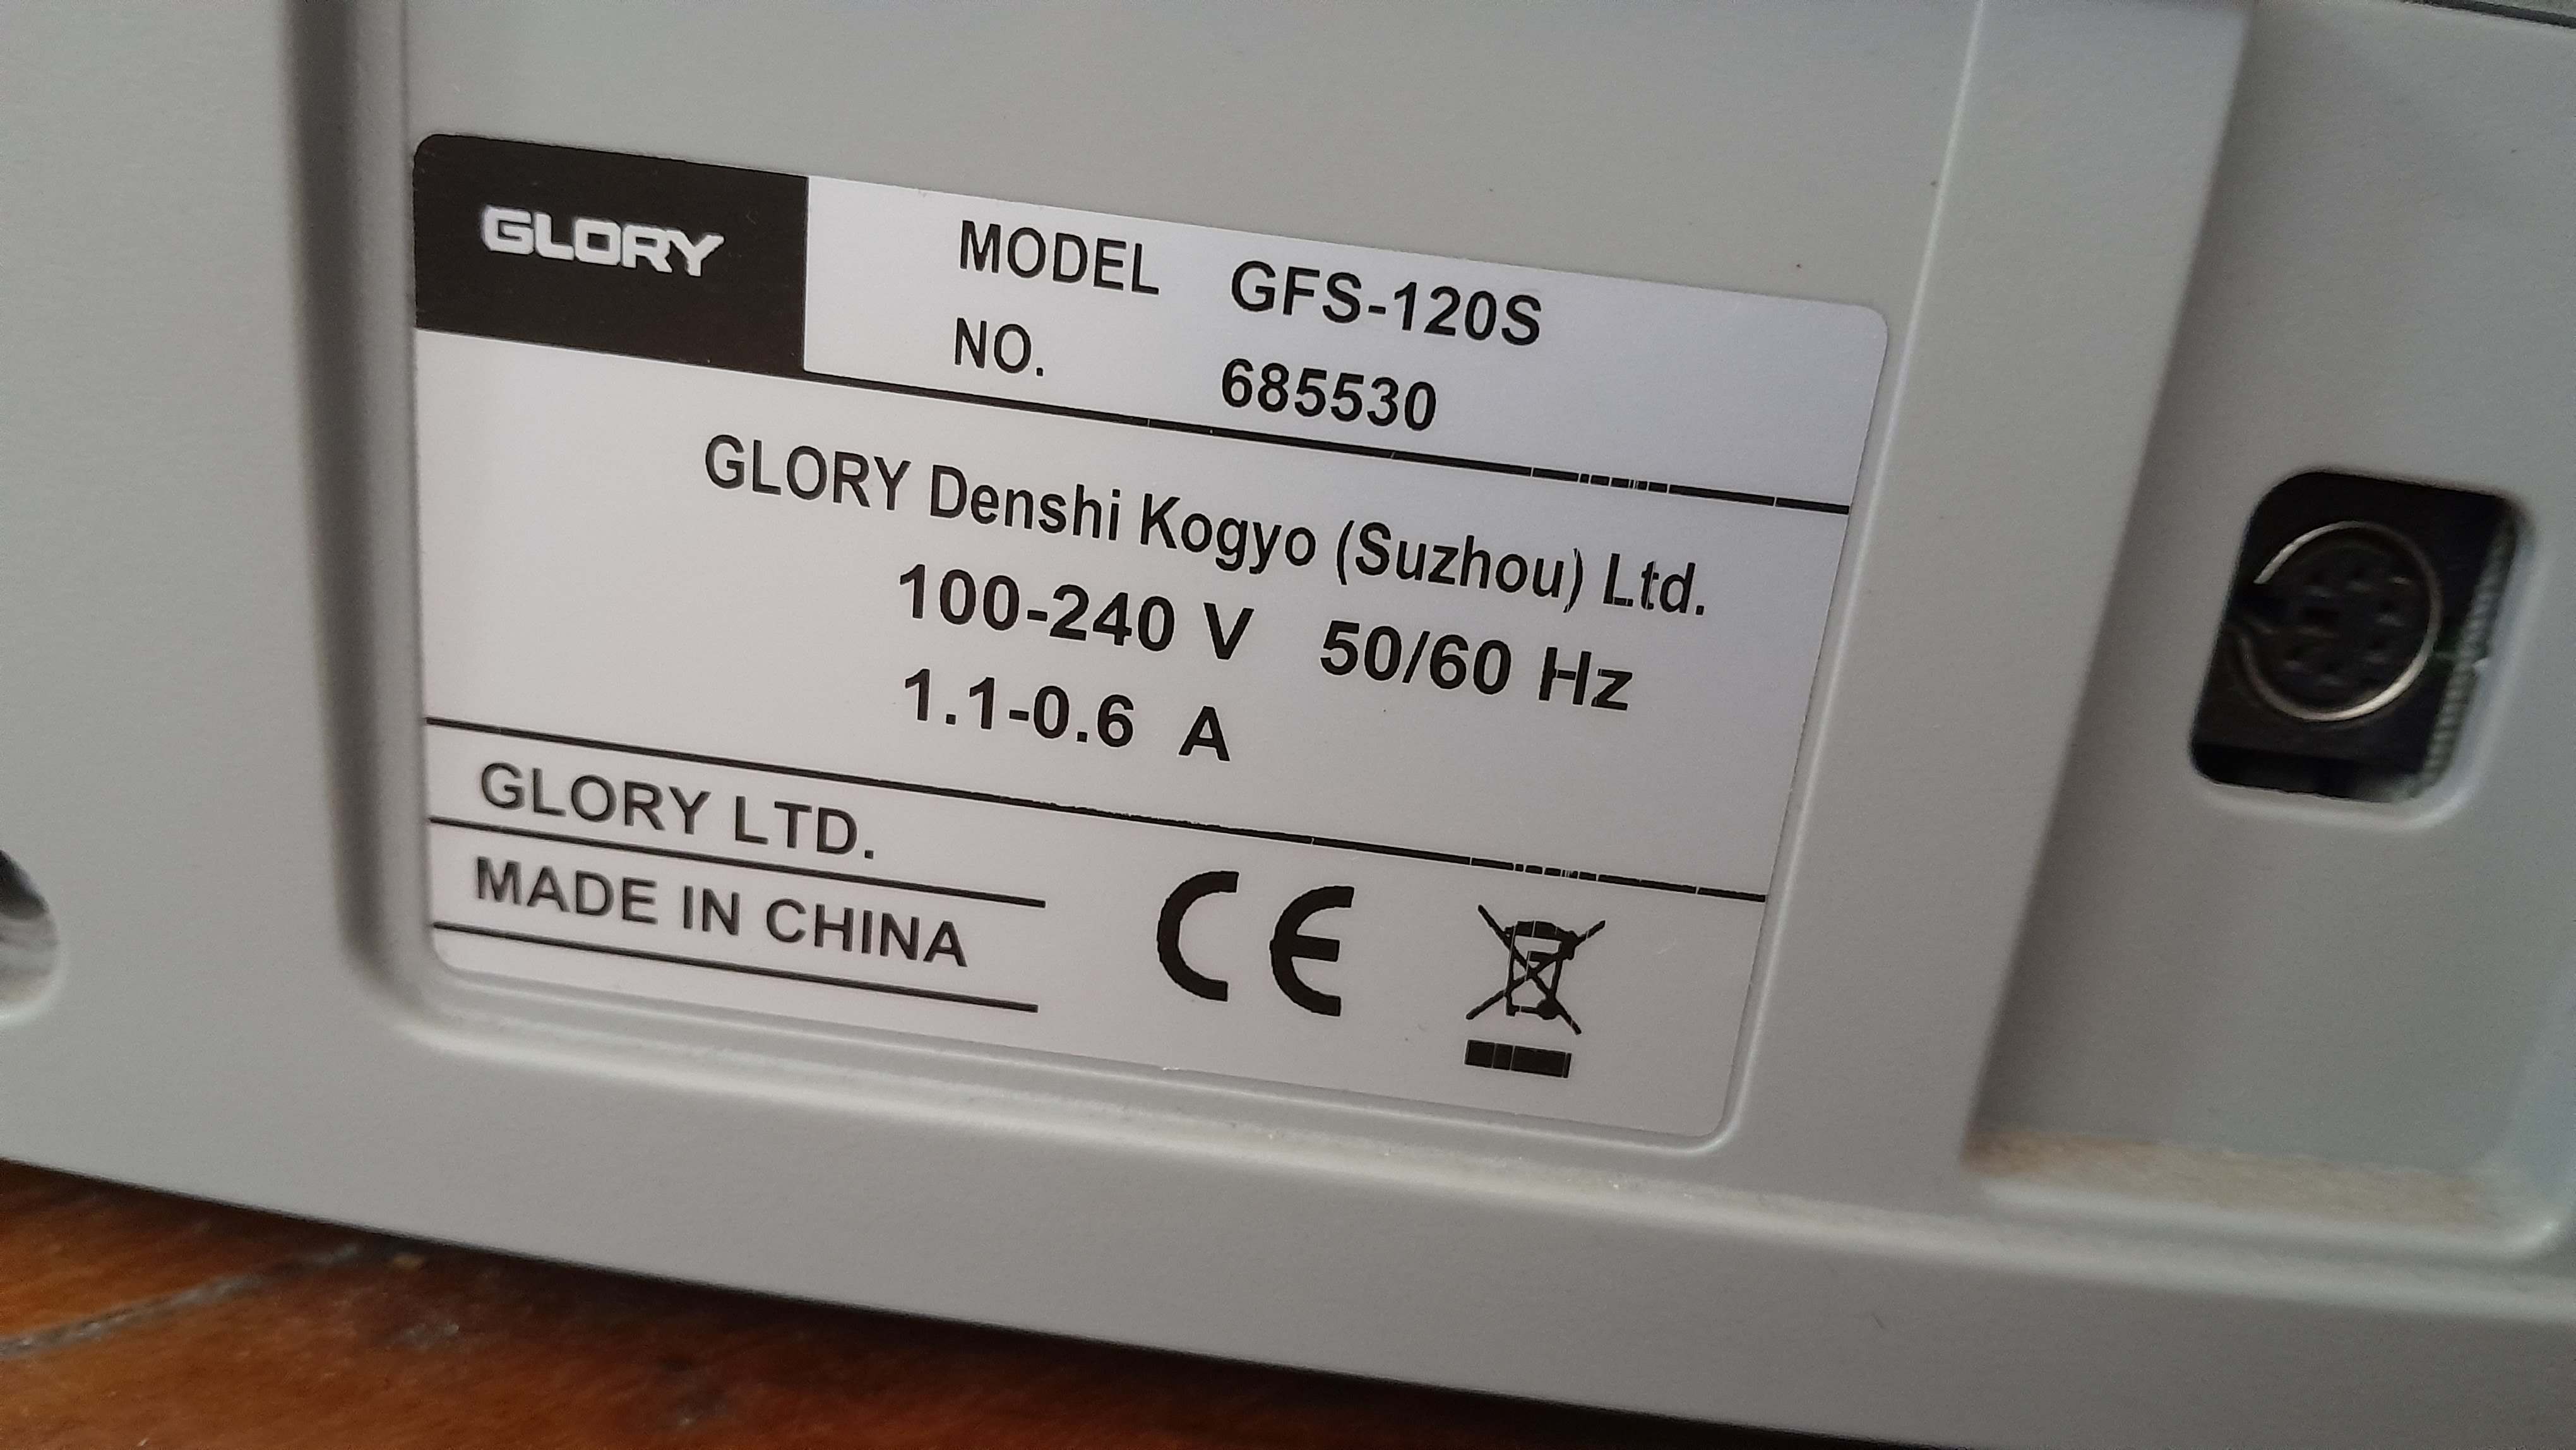 GLORY
MODEL GFS-120S
NO. 685530
GLORY Denshi Kogyo (Suzhou) Ltd.
100-240 V 50/60 Hz
1.1-0.6 A
GLORY LTD.
MADE IN CHINA
CE